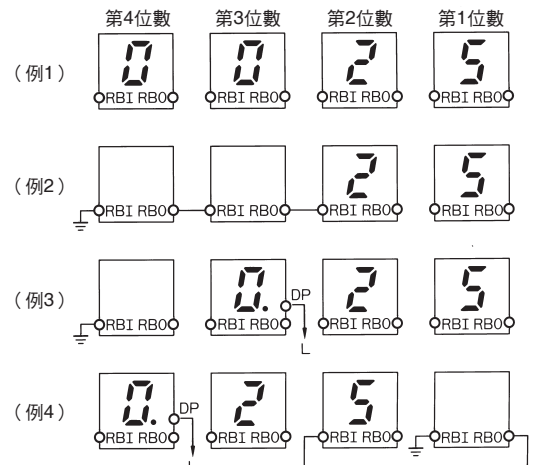 第4位數 第3位數 第2位數 第1位數
(例1) 0 0 2 5
RBI RBO RBI RBO RBI RBO RBI RBO
(例2) 2 5
RBI RBO RBI RBO RBI RBO RBI RBO
(例3) 0. DP 2 5
RBI RBO RBI RBO RBI RBO RBI RBO
L
(例4) 0. DP 2 5
RBI RBO RBI RBO RBI RBO RBI RBO